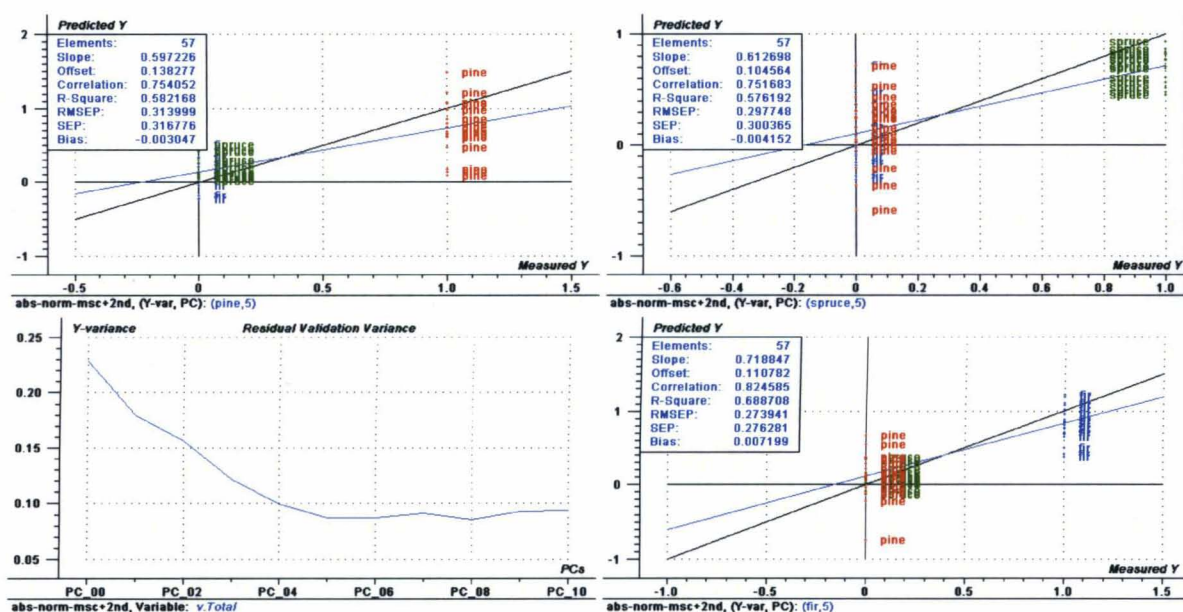 Predicted Y
Elements: 57
Slope: 0.597226
Offset: 0.138277
Correlation: 0.754052
R-Square: 0.582168
RMSEP: 0.313999
SEP: 0.316776
Bias: -0.003047
2
1
0
-1
pine
pine
pine
pine
fir
-0.5 0 0.5 1.0 1.5
Measured Y
abs-norm-msc+2nd, (Y-var, PC): (pine,5)
Predicted Y
Elements: 57
Slope: 0.612698
Offset: 0.104564
Correlation: 0.751683
R-Square: 0.576192
RMSEP: 0.297748
SEP: 0.300365
Bias: -0.004152
1
0
-1
spruce
pine
pine
pine
pine
pine
pine
-0.6 -0.4 -0.2 0 0.2 0.4 0.6 0.8 1.0
Measured Y
abs-norm-msc+2nd, (Y-var, PC): (spruce,5)
Y-variance Residual Validation Variance
0.25
0.20
0.15
0.10
0.05
PCs
PC_00 PC_02 PC_04 PC_06 PC_08 PC_10
abs-norm-msc+2nd, Variable: v.Total
Predicted Y
Elements: 57
Slope: 0.718847
Offset: 0.110782
Correlation: 0.824585
R-Square: 0.688708
RMSEP: 0.273941
SEP: 0.276281
Bias: 0.007199
2
1
0
-1
pine
pine
pine
pine
fir
fir
-1.0 -0.5 0 0.5 1.0 1.5
Measured Y
abs-norm-msc+2nd, (Y-var, PC): (fir,5)